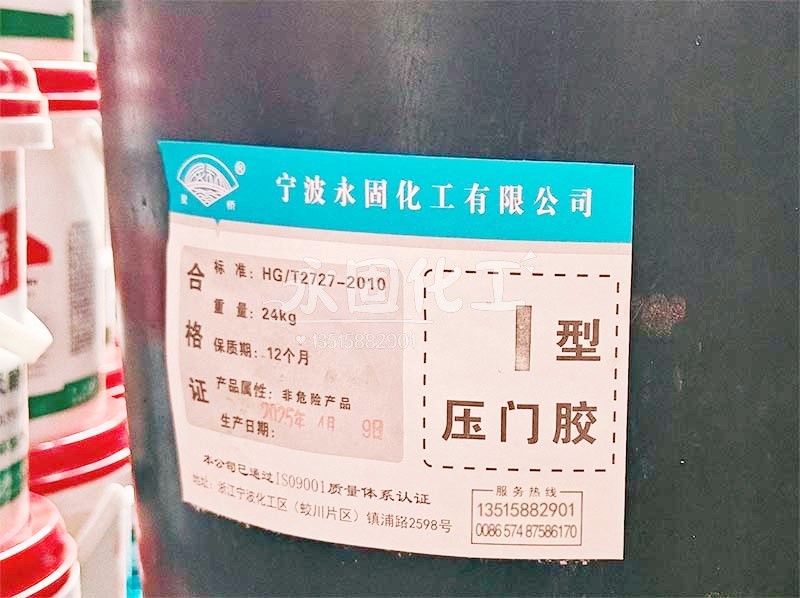 宁波永固化工有限公司
合格证
标准：HG/T2727-2010
重量：24kg
保质期：12个月
产品属性：非危险产品
生产日期：
2025年 4月 9日
I型
压门胶
本公司已通过ISO9001质量体系认证
地址：浙江宁波化工区（蛟川片区）镇浦路2598号
服务热线
13515882901
0086 574 87586170
永固化工
13515882901